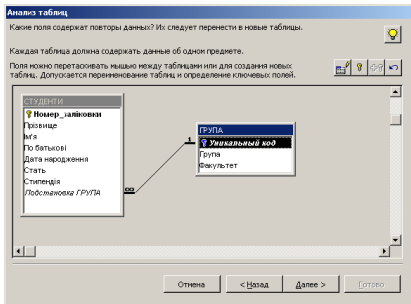 Анализ таблиц
Какие поля содержат повторы данных? Их следует перенести в новые таблицы.
Каждая таблица должна содержать данные об одном предмете.
Поля можно перетаскивать мышью между таблицами или для создания новых
таблиц. Допускается переименование таблиц и определение ключевых полей.
СТУДЕНТИ
Номер_заліковки
Прізвище
Ім'я
По батькові
Дата народження
Стать
Стипендія
Подстановка ГРУПА
1
∞
ГРУПА
Уникальный код
Група
Факультет
Отмена
< Назад
Далее >
Готово